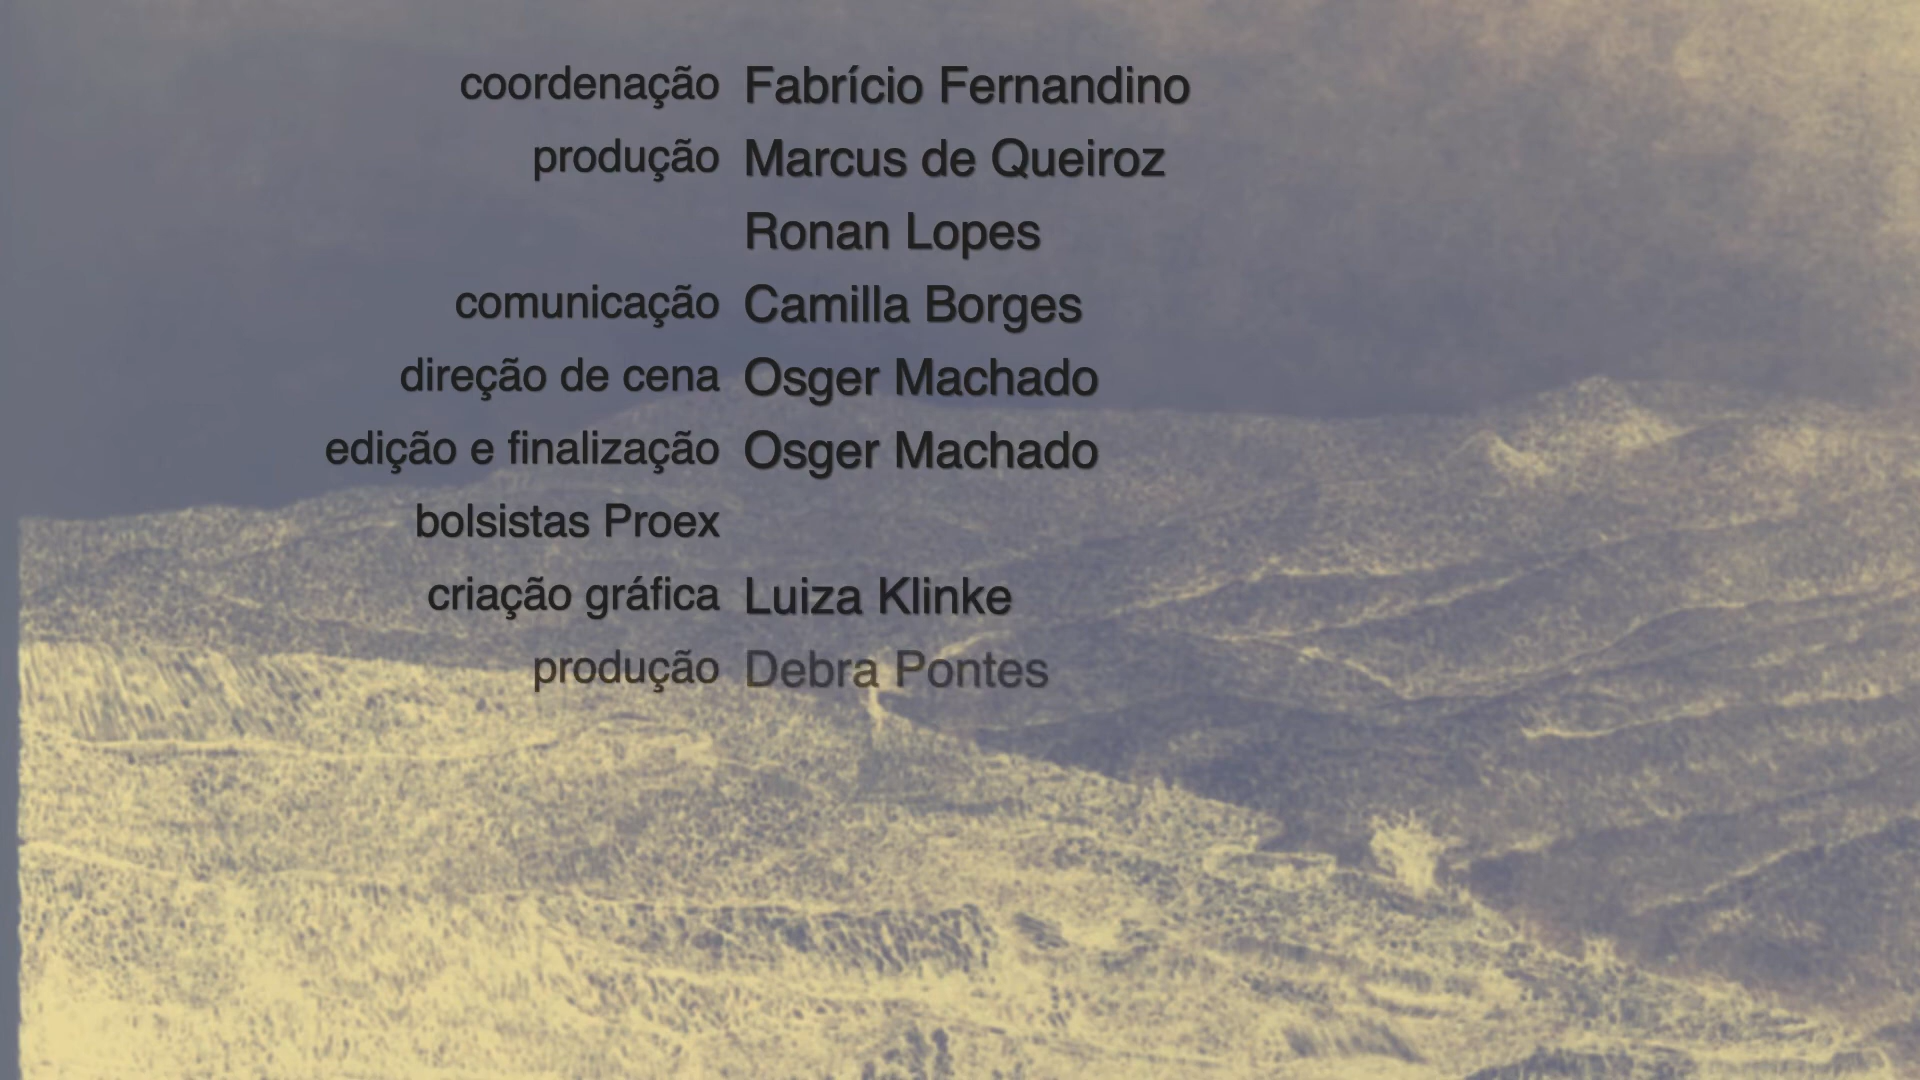 coordenação Fabrício Fernandino
produção Marcus de Queiroz
Ronan Lopes
comunicação Camilla Borges
direção de cena Osger Machado
edição e finalização Osger Machado
bolsistas Proex
criação gráfica Luiza Klinke
produção Debra Pontes